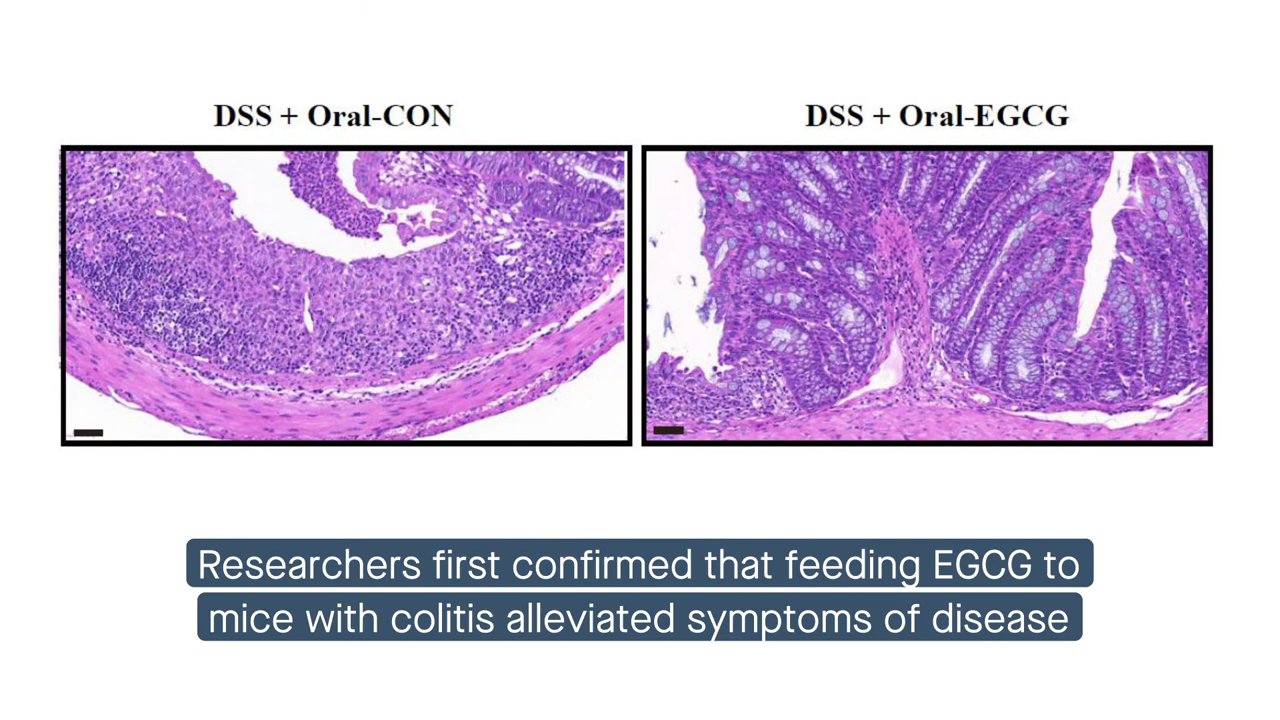 DSS + Oral-CON
DSS + Oral-EGCG
Researchers first confirmed that feeding EGCG to
mice with colitis alleviated symptoms of disease